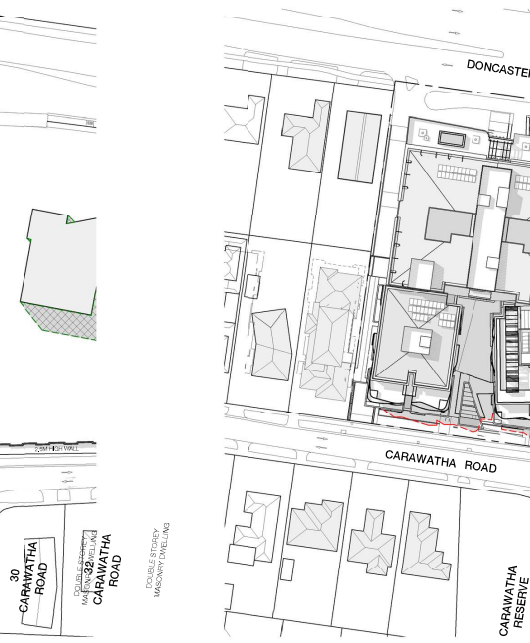 DONCASTER
2.5M HIGH WALL
CARAWATHA ROAD
30
CARAWATHA
ROAD
DOUBLE STOREY
MASONRY DWELLING
32
CARAWATHA
ROAD
DOUBLE STOREY
MASONRY DWELLING
CARAWATHA
RESERVE